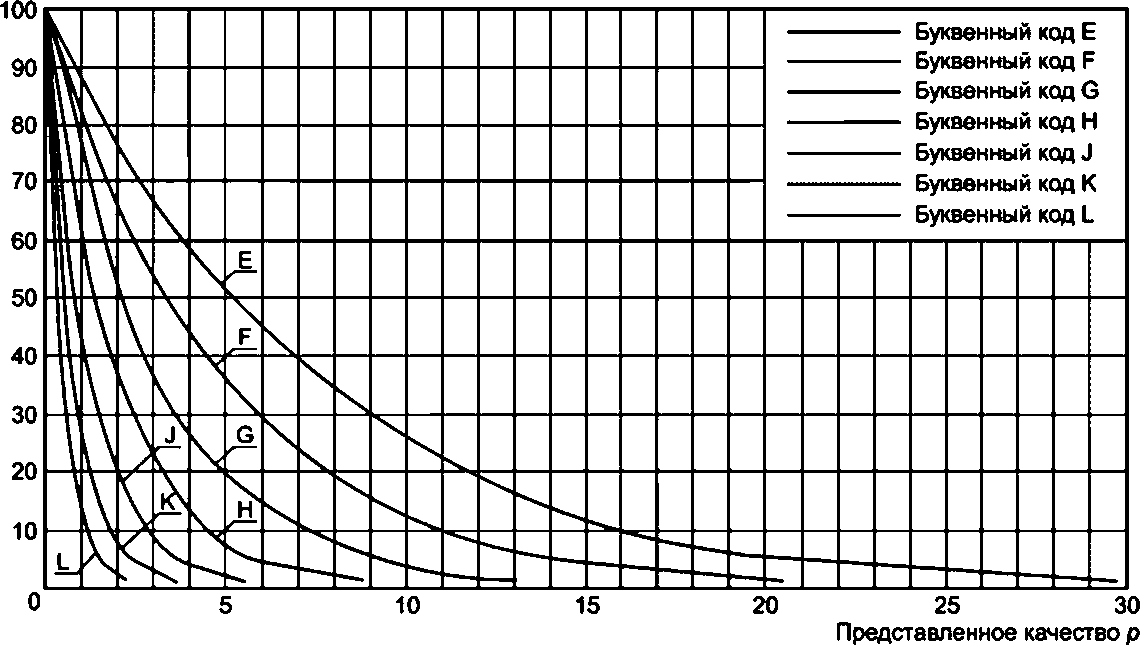 100
90
80
70
60
50
40
30
20
10
0
5
10
15
20
25
30
Буквенный код E
Буквенный код F
Буквенный код G
Буквенный код H
Буквенный код J
Буквенный код K
Буквенный код L
E
F
J
G
K
H
L
Представленное качество p